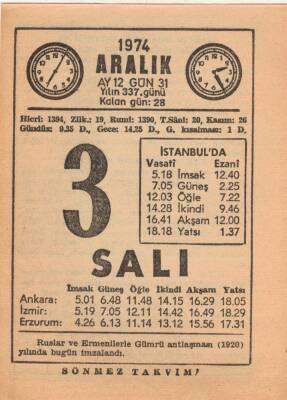 1974
ARALIK
AY 12 GÜN 31
Yılın 337. günü
Kalan gün: 28
Hicri: 1394, Zilk.: 19, Rumi: 1390, T.Sâni: 20, Kasım: 26
Gündüz: 9.35 D., Gece: 14.25 D., G. kısalması: 1 D.
3
İSTANBUL'DA
Vasatî Ezanî
5.18 İmsak 12.40
7.05 Güneş 2.25
12.03 Öğle 7.22
14.28 İkindi 9.46
16.41 Akşam 12.00
18.18 Yatsı 1.37
SALI
İmsak Güneş Öğle İkindi Akşam Yatsı
Ankara: 5.01 6.48 11.48 14.15 16.29 18.05
İzmir: 5.19 7.05 12.11 14.42 16.49 18.29
Erzurum: 4.26 6.13 11.14 13.12 15.56 17.31
Ruslar ve Ermenilerle Gümrü antlaşması (1920)
yılında bugün imzalandı.
SÖNMEZ TAKVİM!